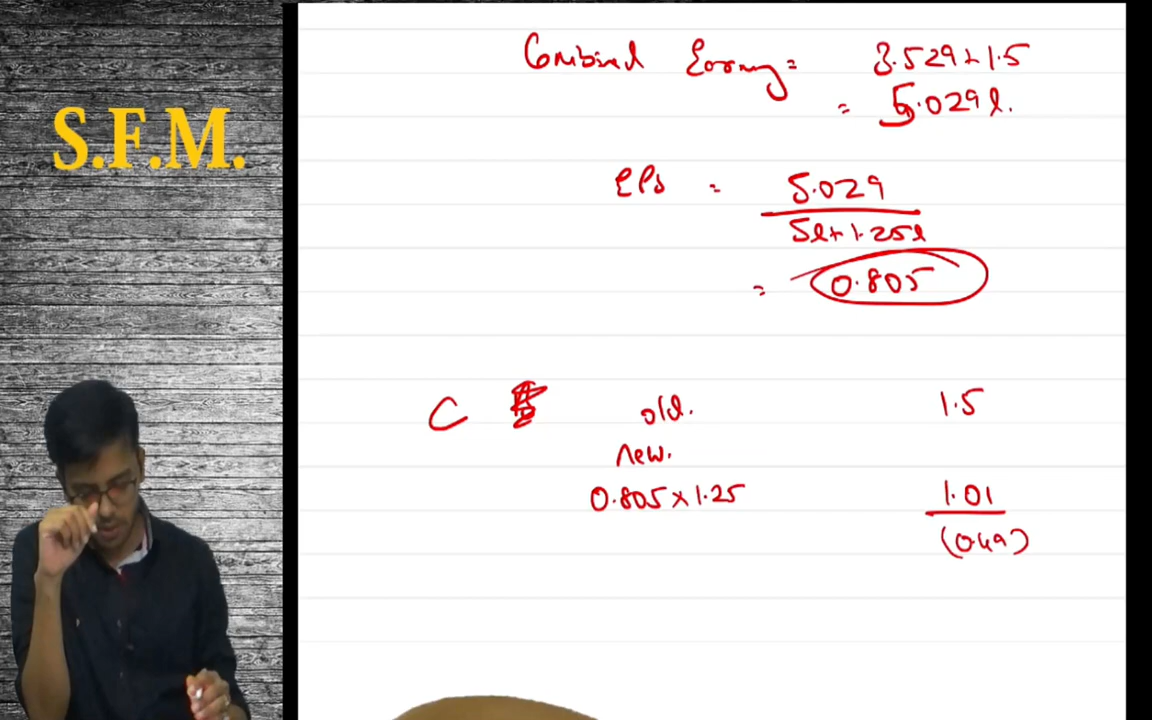 S.F.M.
Combined Earning = 3.529 + 1.5
= 5.029 l.
EPS = 5.029
5l + 1.25l
= 0.805
C old. 1.5
new.
0.805 × 1.25 1.01
(0.49)